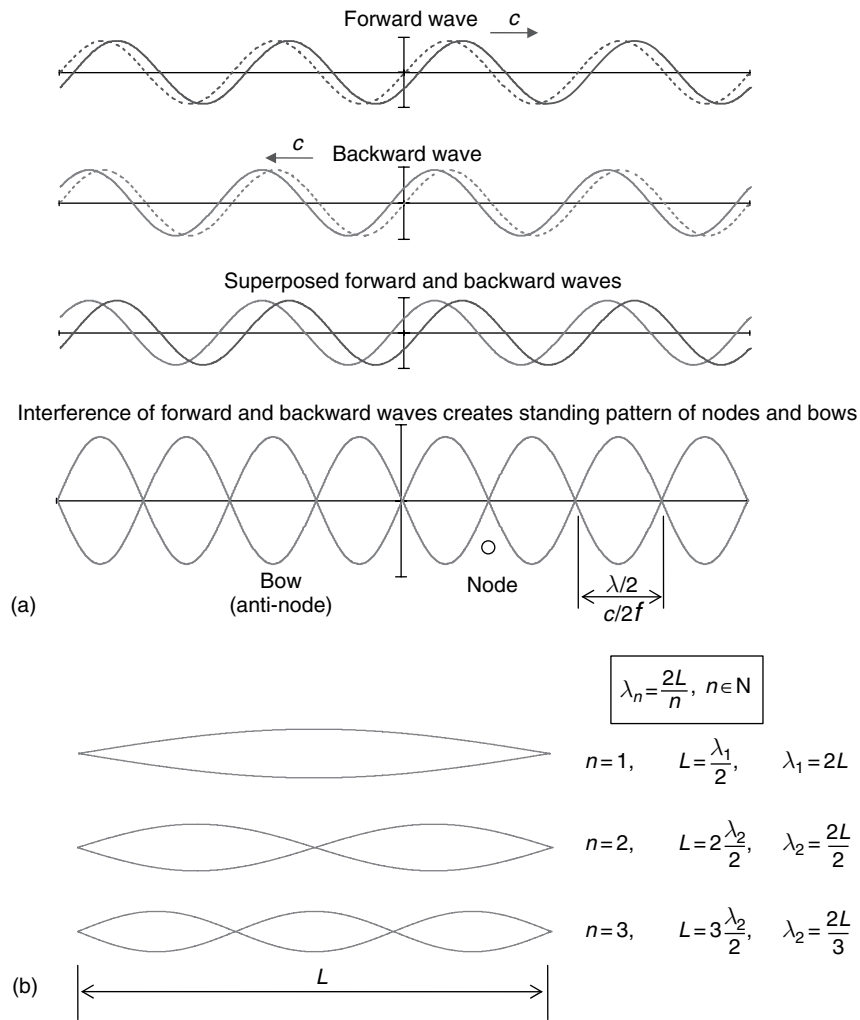 Forward wave c
c Backward wave
Superposed forward and backward waves
Interference of forward and backward waves creates standing pattern of nodes and bows
Bow
(anti-node)
Node
λ/2
c/2f
(a)
λₙ = 2L/n, n ∈ N
n = 1, L = λ₁/2, λ₁ = 2L
n = 2, L = 2 λ₂/2, λ₂ = 2L/2
n = 3, L = 3 λ₂/2, λ₂ = 2L/3
L
(b)